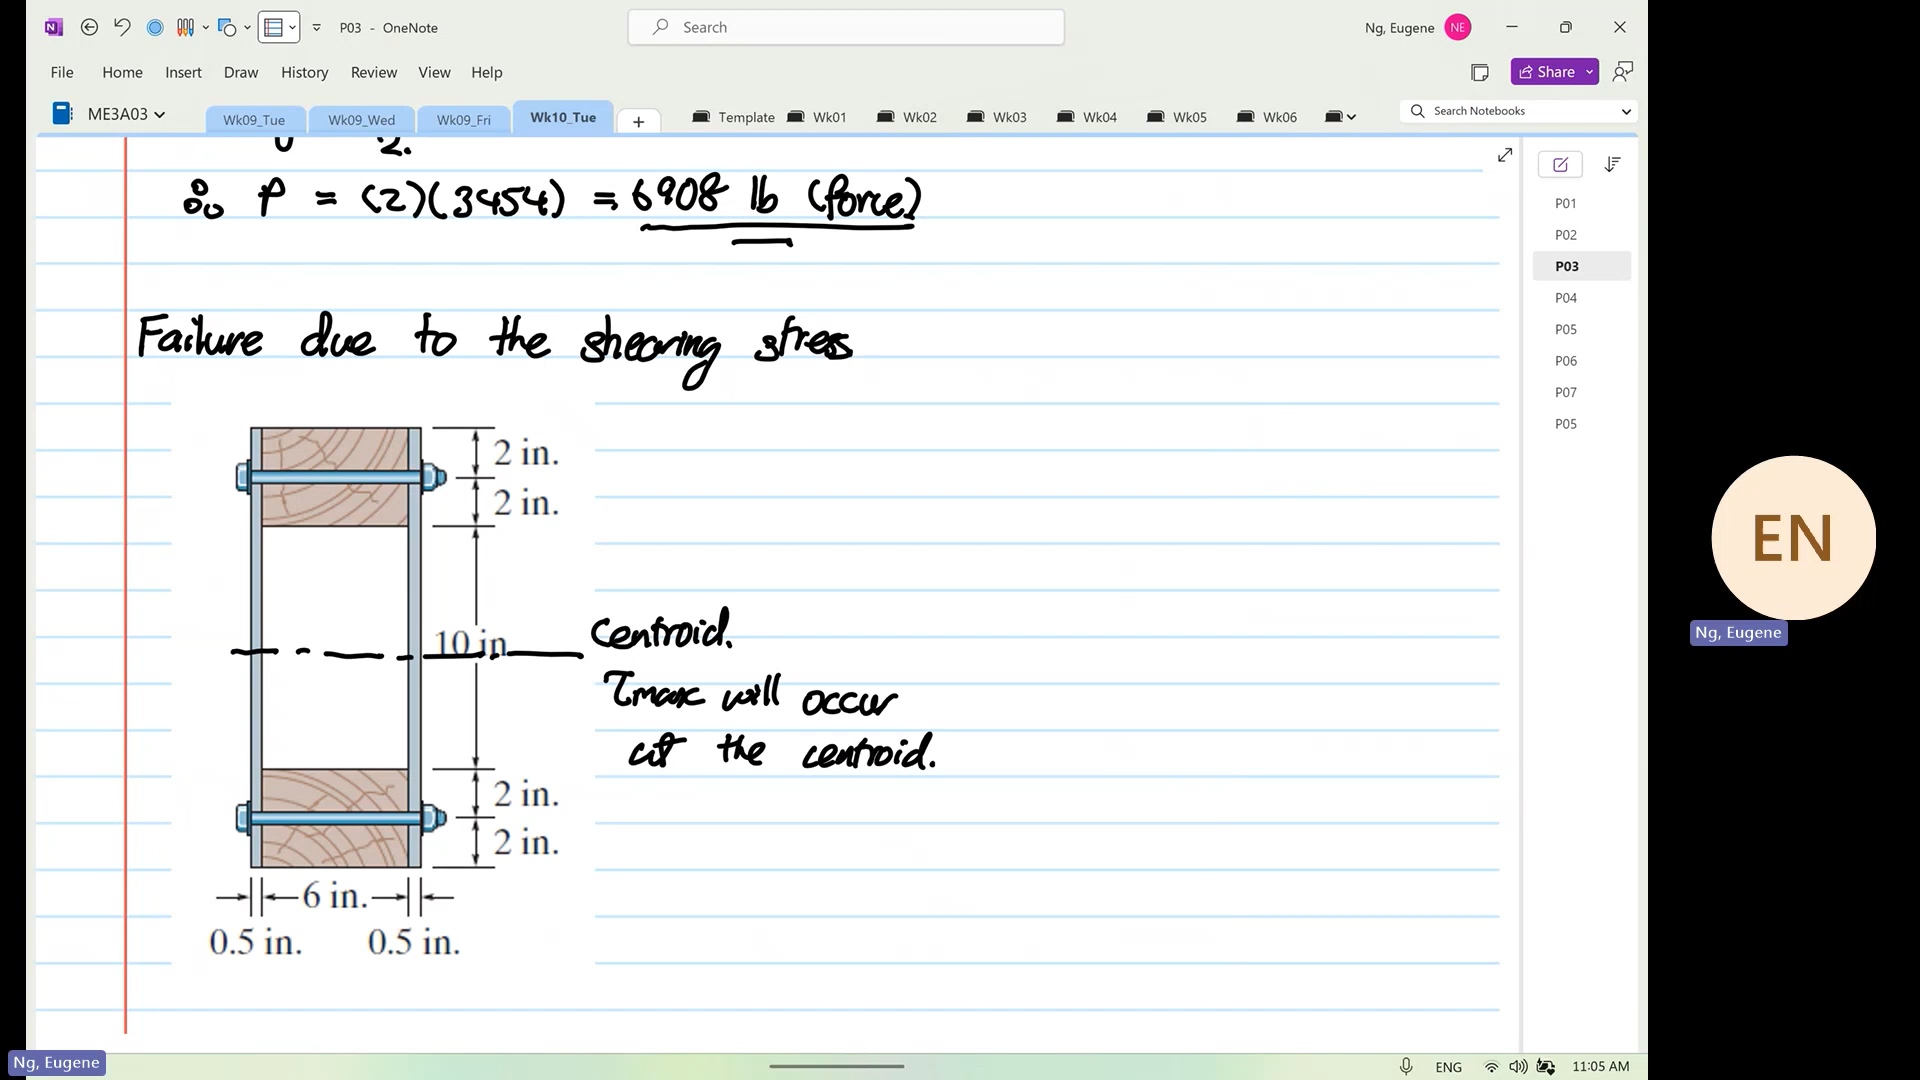 P03 - OneNote
Search
Ng, Eugene
NE
File Home Insert Draw History Review View Help
Share
ME3A03
Wk09_Tue Wk09_Wed Wk09_Fri Wk10_Tue + Template Wk01 Wk02 Wk03 Wk04 Wk05 Wk06
Search Notebooks
2.
∴ P = (2)(3454) = 6908 lb (force)
Failure due to the shearing stress
2 in.
2 in.
10 in
Centroid.
τmax will occur
at the centroid.
2 in.
2 in.
6 in.
0.5 in. 0.5 in.
P01
P02
P03
P04
P05
P06
P07
P05
EN
Ng, Eugene
Ng, Eugene
ENG
11:05 AM